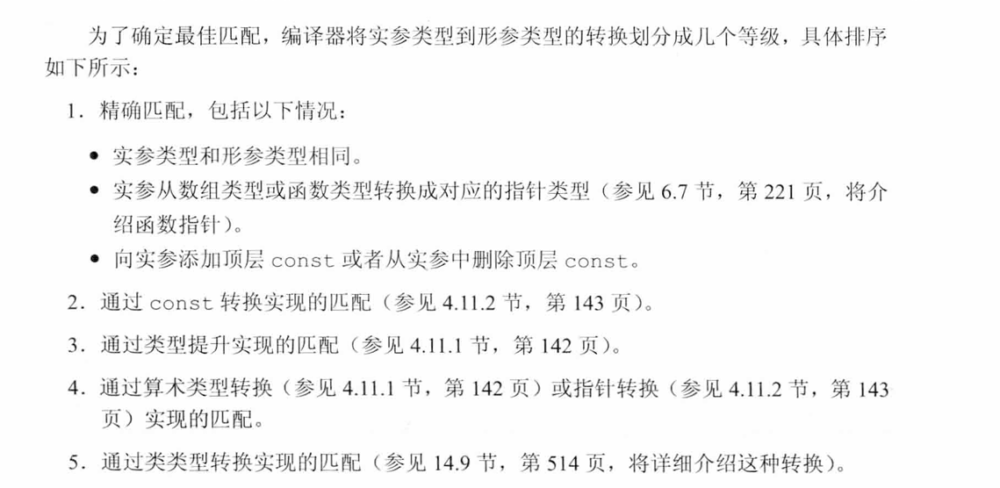 为了确定最佳匹配，编译器将实参类型到形参类型的转换划分成几个等级，具体排序
如下所示：
1. 精确匹配，包括以下情况：
● 实参类型和形参类型相同。
● 实参从数组类型或函数类型转换成对应的指针类型（参见 6.7 节，第 221 页，将介
绍函数指针）。
● 向实参添加顶层 const 或者从实参中删除顶层 const。
2. 通过 const 转换实现的匹配（参见 4.11.2 节，第 143 页）。
3. 通过类型提升实现的匹配（参见 4.11.1 节，第 142 页）。
4. 通过算术类型转换（参见 4.11.1 节，第 142 页）或指针转换（参见 4.11.2 节，第 143
页）实现的匹配。
5. 通过类类型转换实现的匹配（参见 14.9 节，第 514 页，将详细介绍这种转换）。